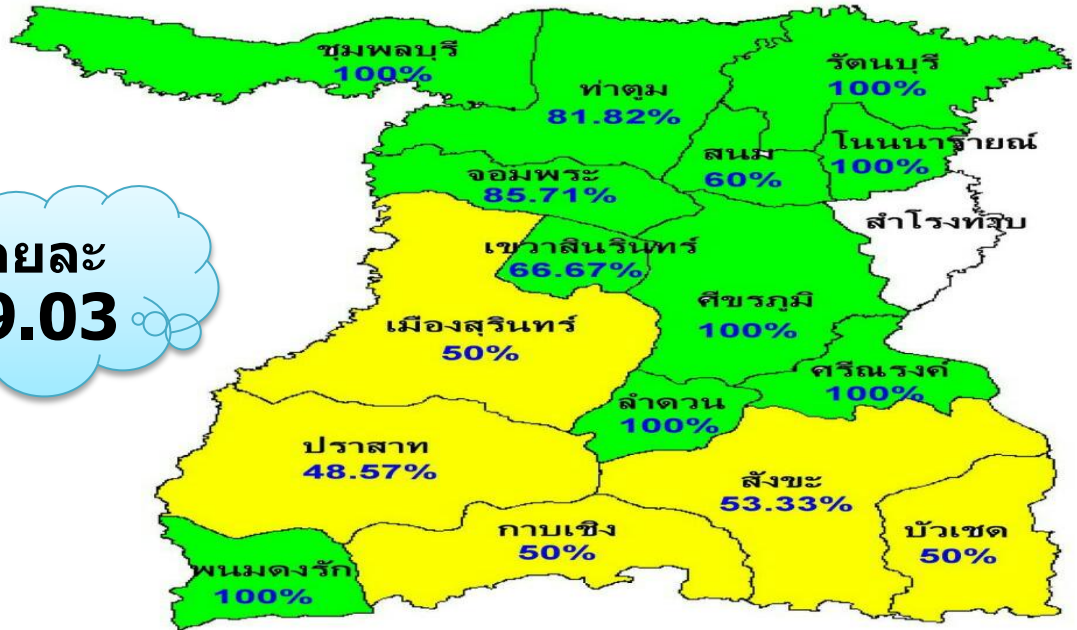 ชุมพลบุรี
100%
ท่าตูม
81.82%
รัตนบุรี
100%
สนม
60%
โนนนารายณ์
100%
จอมพระ
85.71%
สำโรงทาบ
เขวาสินรินทร์
66.67%
ศีขรภูมิ
100%
เมืองสุรินทร์
50%
ศรีณรงค์
100%
ลำดวน
100%
ปราสาท
48.57%
สังขะ
53.33%
กาบเชิง
50%
บัวเชด
50%
พนมดงรัก
100%
9.03